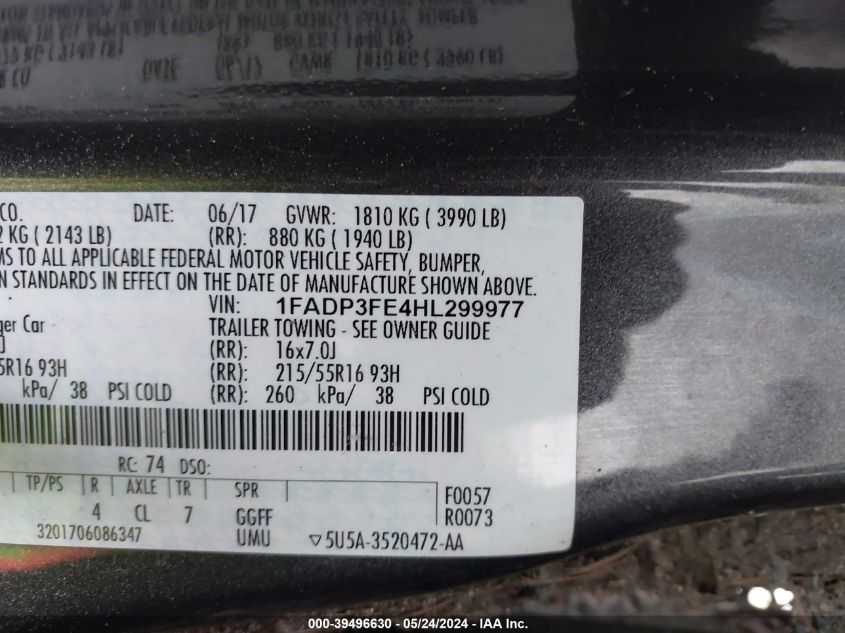 CO. DATE: 06/17 GVWR: 1810 KG ( 3990 LB)
2 KG ( 2143 LB) (RR): 880 KG ( 1940 LB)
MS TO ALL APPLICABLE FEDERAL MOTOR VEHICLE SAFETY, BUMPER,
N STANDARDS IN EFFECT ON THE DATE OF MANUFACTURE SHOWN ABOVE.
VIN: 1FADP3FE4HL299977
ger Car TRAILER TOWING - SEE OWNER GUIDE
J (RR): 16x7.0J
5R16 93H (RR): 215/55R16 93H
kPa/ 38 PSI COLD (RR): 260 kPa/ 38 PSI COLD
RC: 74 DSO:
TP/PS R AXLE TR SPR F0057
4 CL 7 GGFF R0073
3201706086347 UMU ▽5U5A-3520472-AA
000-39496630 - 05/24/2024 - IAA Inc.